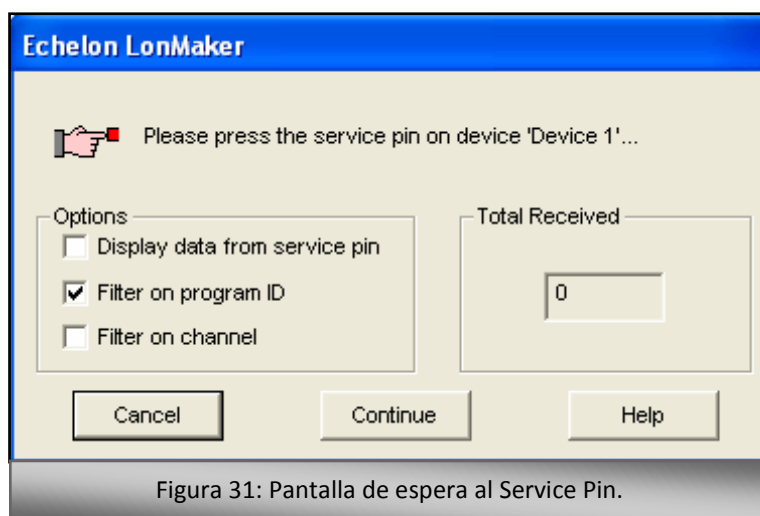 Echelon LonMaker
Please press the service pin on device 'Device 1'...
Options
Display data from service pin
Filter on program ID
Filter on channel
Total Received
0
Cancel
Continue
Help
Figura 31: Pantalla de espera al Service Pin.